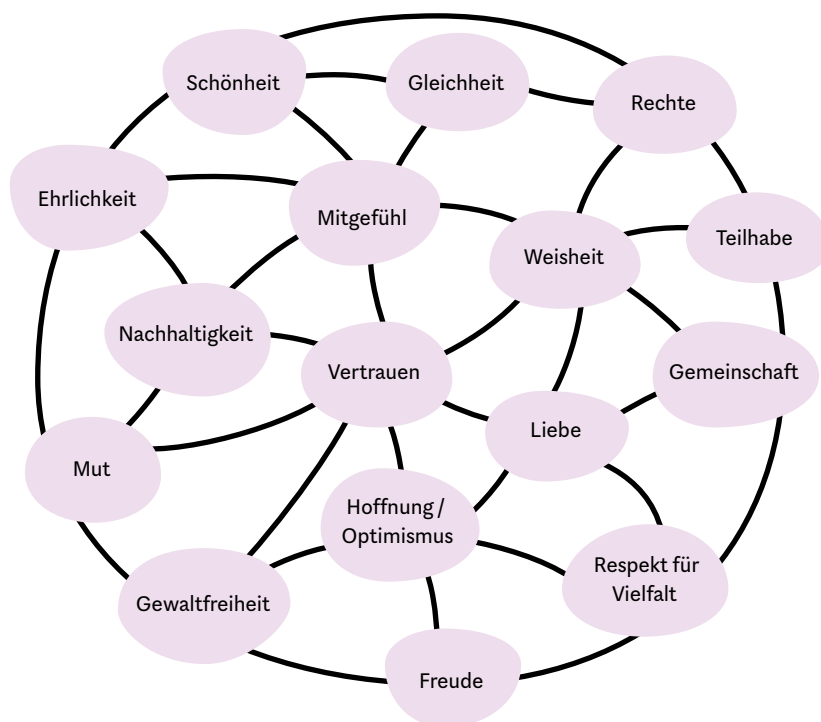 Schönheit
Gleichheit
Rechte
Ehrlichkeit
Mitgefühl
Teilhabe
Weisheit
Nachhaltigkeit
Vertrauen
Gemeinschaft
Liebe
Mut
Hoffnung /
Optimismus
Respekt für
Vielfalt
Gewaltfreiheit
Freude